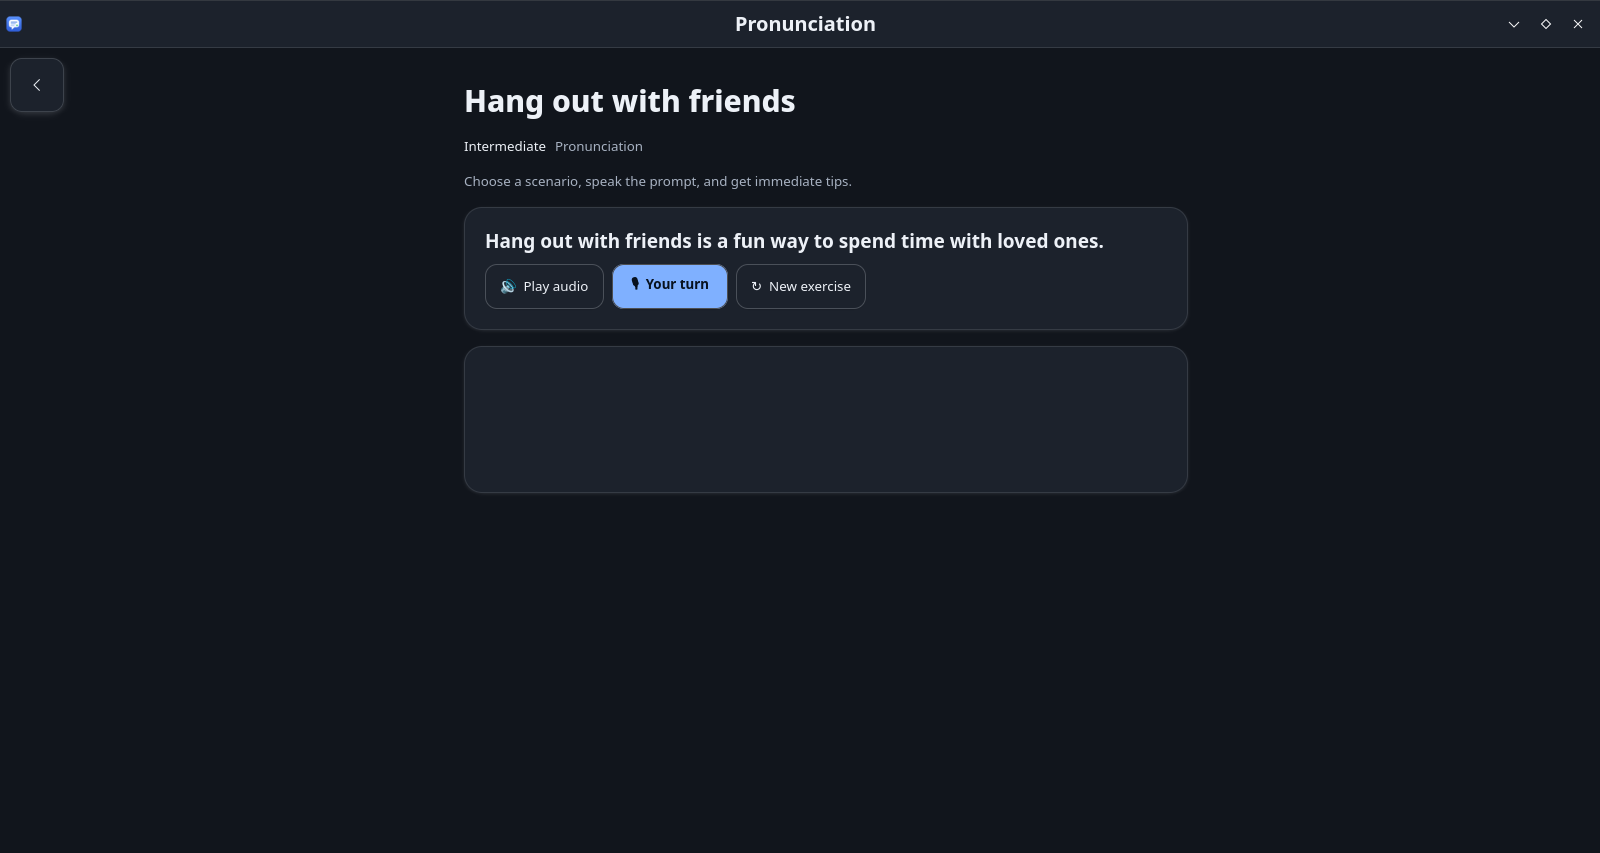 Pronunciation
Hang out with friends
Intermediate Pronunciation
Choose a scenario, speak the prompt, and get immediate tips.
Hang out with friends is a fun way to spend time with loved ones.
🔊 Play audio 🎙 Your turn ↻ New exercise